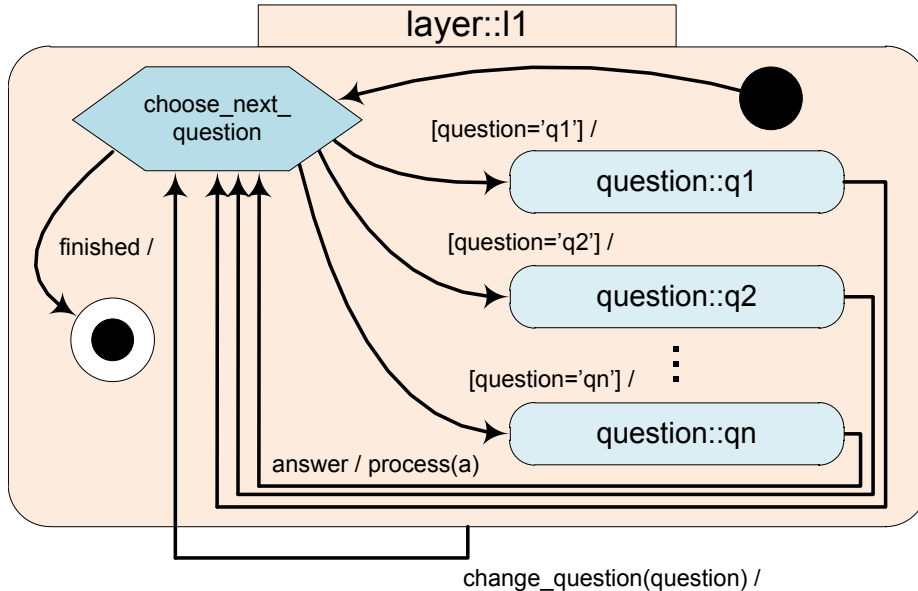 layer::l1
choose_next_
question
[question='q1'] /
question::q1
finished /
[question='q2'] /
question::q2
[question='qn'] /
question::qn
answer / process(a)
change_question(question) /